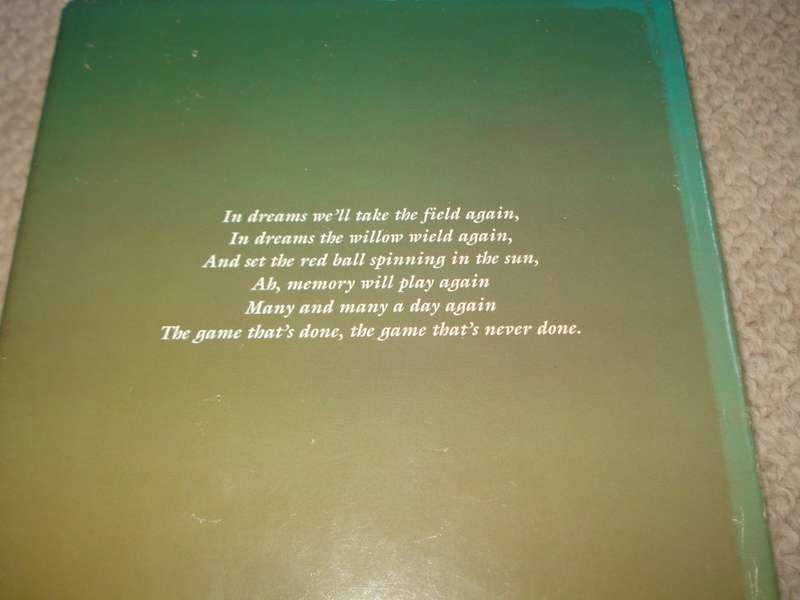 In dreams we'll take the field again,
In dreams the willow wield again,
And set the red ball spinning in the sun,
Ah, memory will play again
Many and many a day again
The game that's done, the game that's never done.